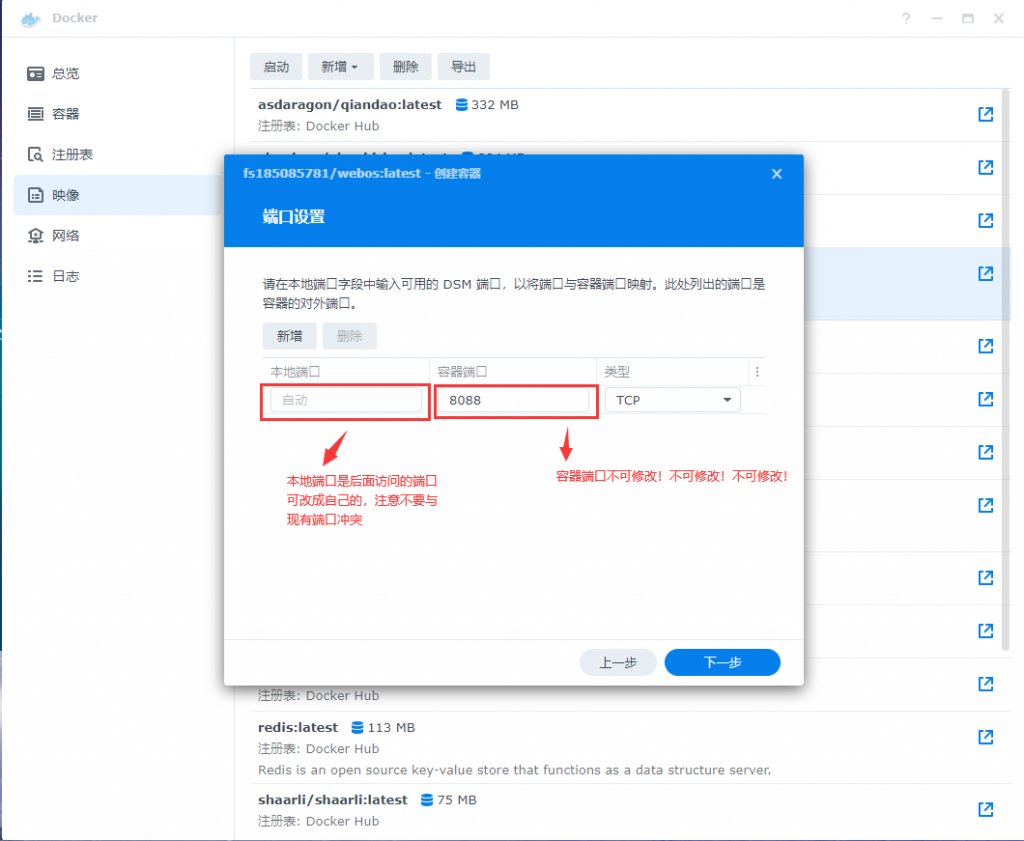 Docker
总览
容器
注册表
映像
网络
日志
启动 新增 删除 导出
asdaragon/qiandao:latest 332 MB
注册表: Docker Hub
fs185085781/webos:latest - 创建容器
端口设置
请在本地端口字段中输入可用的 DSM 端口，以将端口与容器端口映射。此处列出的端口是
容器的对外端口。
新增 删除
本地端口 容器端口 类型
自动 8088 TCP
本地端口是后面访问的端口
可改成自己的，注意不要与
现有端口冲突
容器端口不可修改！不可修改！不可修改！
上一步 下一步
注册表: Docker Hub
redis:latest 113 MB
注册表: Docker Hub
Redis is an open source key-value store that functions as a data structure server.
shaarli/shaarli:latest 75 MB
注册表: Docker Hub